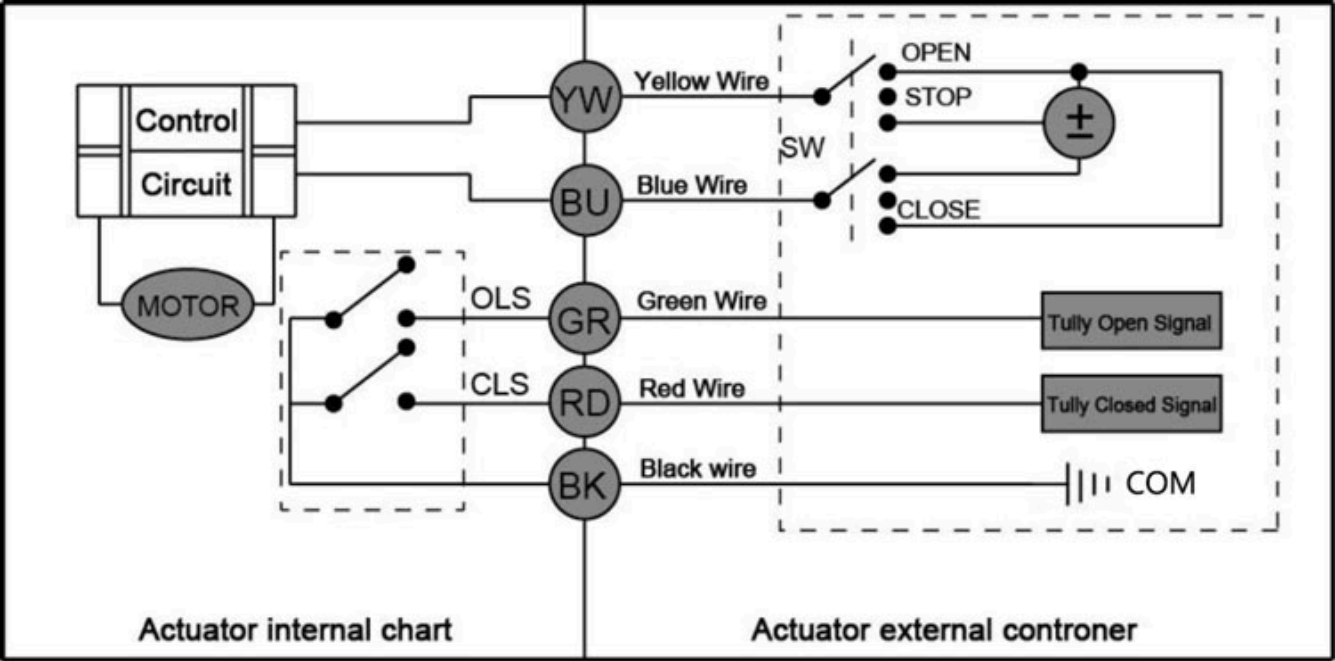 OPEN
Yellow Wire
YW
STOP
Control
±
SW
Circuit
Blue Wire
BU
CLOSE
OLS
Green Wire
MOTOR
GR
Tully Open Signal
CLS
Red Wire
RD
Tully Closed Signal
Black wire
BK
COM
Actuator internal chart
Actuator external controner